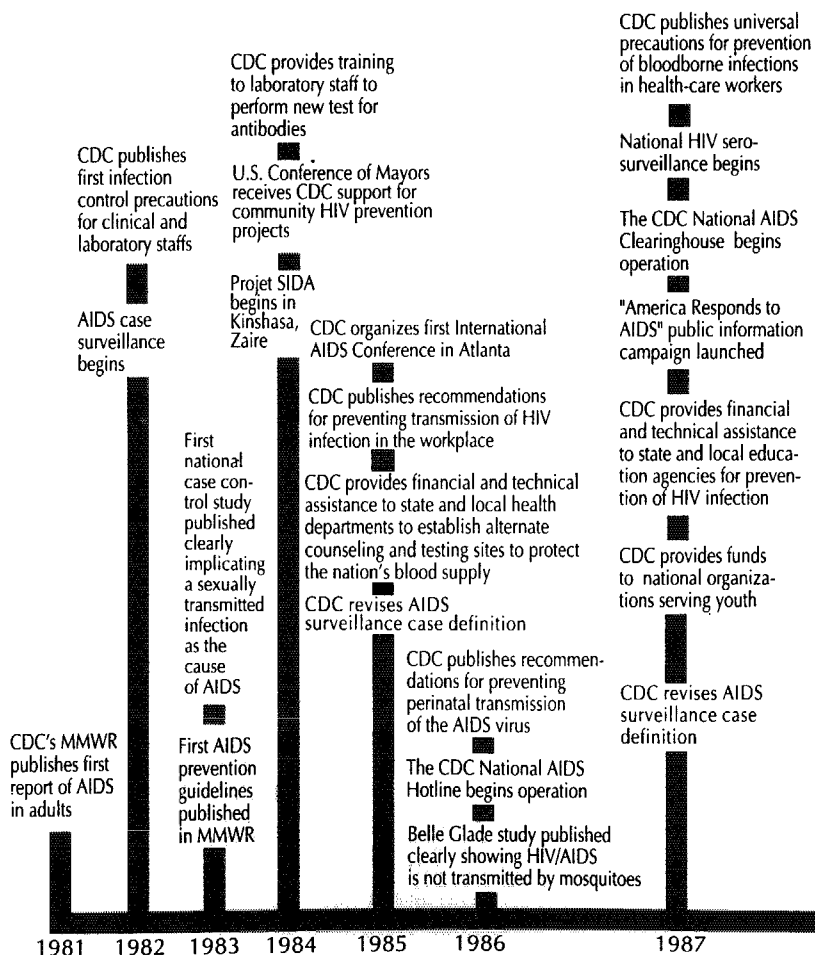 CDC's MMWR
publishes first
report of AIDS
in adults
1981
CDC publishes
first infection
control precautions
for clinical and
laboratory staffs
AIDS case
surveillance
begins
1982
First
national
case con-
trol study
published
clearly
implicating
a sexually
transmitted
infection
as the
cause
of AIDS
First AIDS
prevention
guidelines
published
in MMWR
1983
CDC provides training
to laboratory staff to
perform new test for
antibodies
U.S. Conference of Mayors
receives CDC support for
community HIV prevention
projects
Projet SIDA
begins in
Kinshasa,
Zaire
1984
CDC organizes first International
AIDS Conference in Atlanta
CDC publishes recommendations
for preventing transmission of HIV
infection in the workplace
CDC provides financial and technical
assistance to state and local health
departments to establish alternate
counseling and testing sites to protect
the nation's blood supply
CDC revises AIDS
surveillance case definition
1985
CDC publishes recommen-
dations for preventing
perinatal transmission
of the AIDS virus
The CDC National AIDS
Hotline begins operation
Belle Glade study published
clearly showing HIV/AIDS
is not transmitted by mosquitoes
1986
CDC publishes universal
precautions for prevention
of bloodborne infections
in health-care workers
National HIV sero-
surveillance begins
The CDC National AIDS
Clearinghouse begins
operation
"America Responds to
AIDS" public information
campaign launched
CDC provides financial
and technical assistance
to state and local educa-
tion agencies for preven-
tion of HIV infection
CDC provides funds
to national organiza-
tions serving youth
CDC revises AIDS
surveillance case
definition
1987